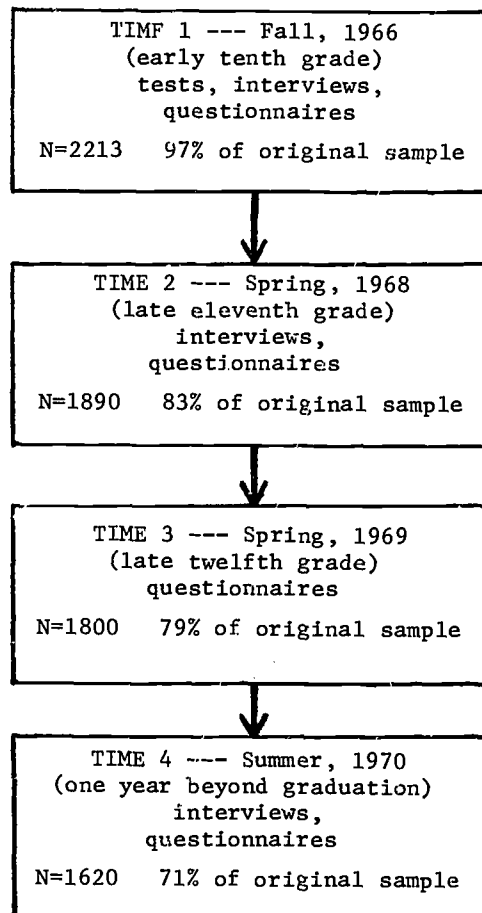 TIMF 1 --- Fall, 1966
(early tenth grade)
tests, interviews,
questionnaires
N=2213 97% of original sample
TIME 2 --- Spring, 1968
(late eleventh grade)
interviews,
questionnaires
N=1890 83% of original sample
TIME 3 --- Spring, 1969
(late twelfth grade)
questionnaires
N=1800 79% of original sample
TIME 4 --- Summer, 1970
(one year beyond graduation)
interviews,
questionnaires
N=1620 71% of original sample